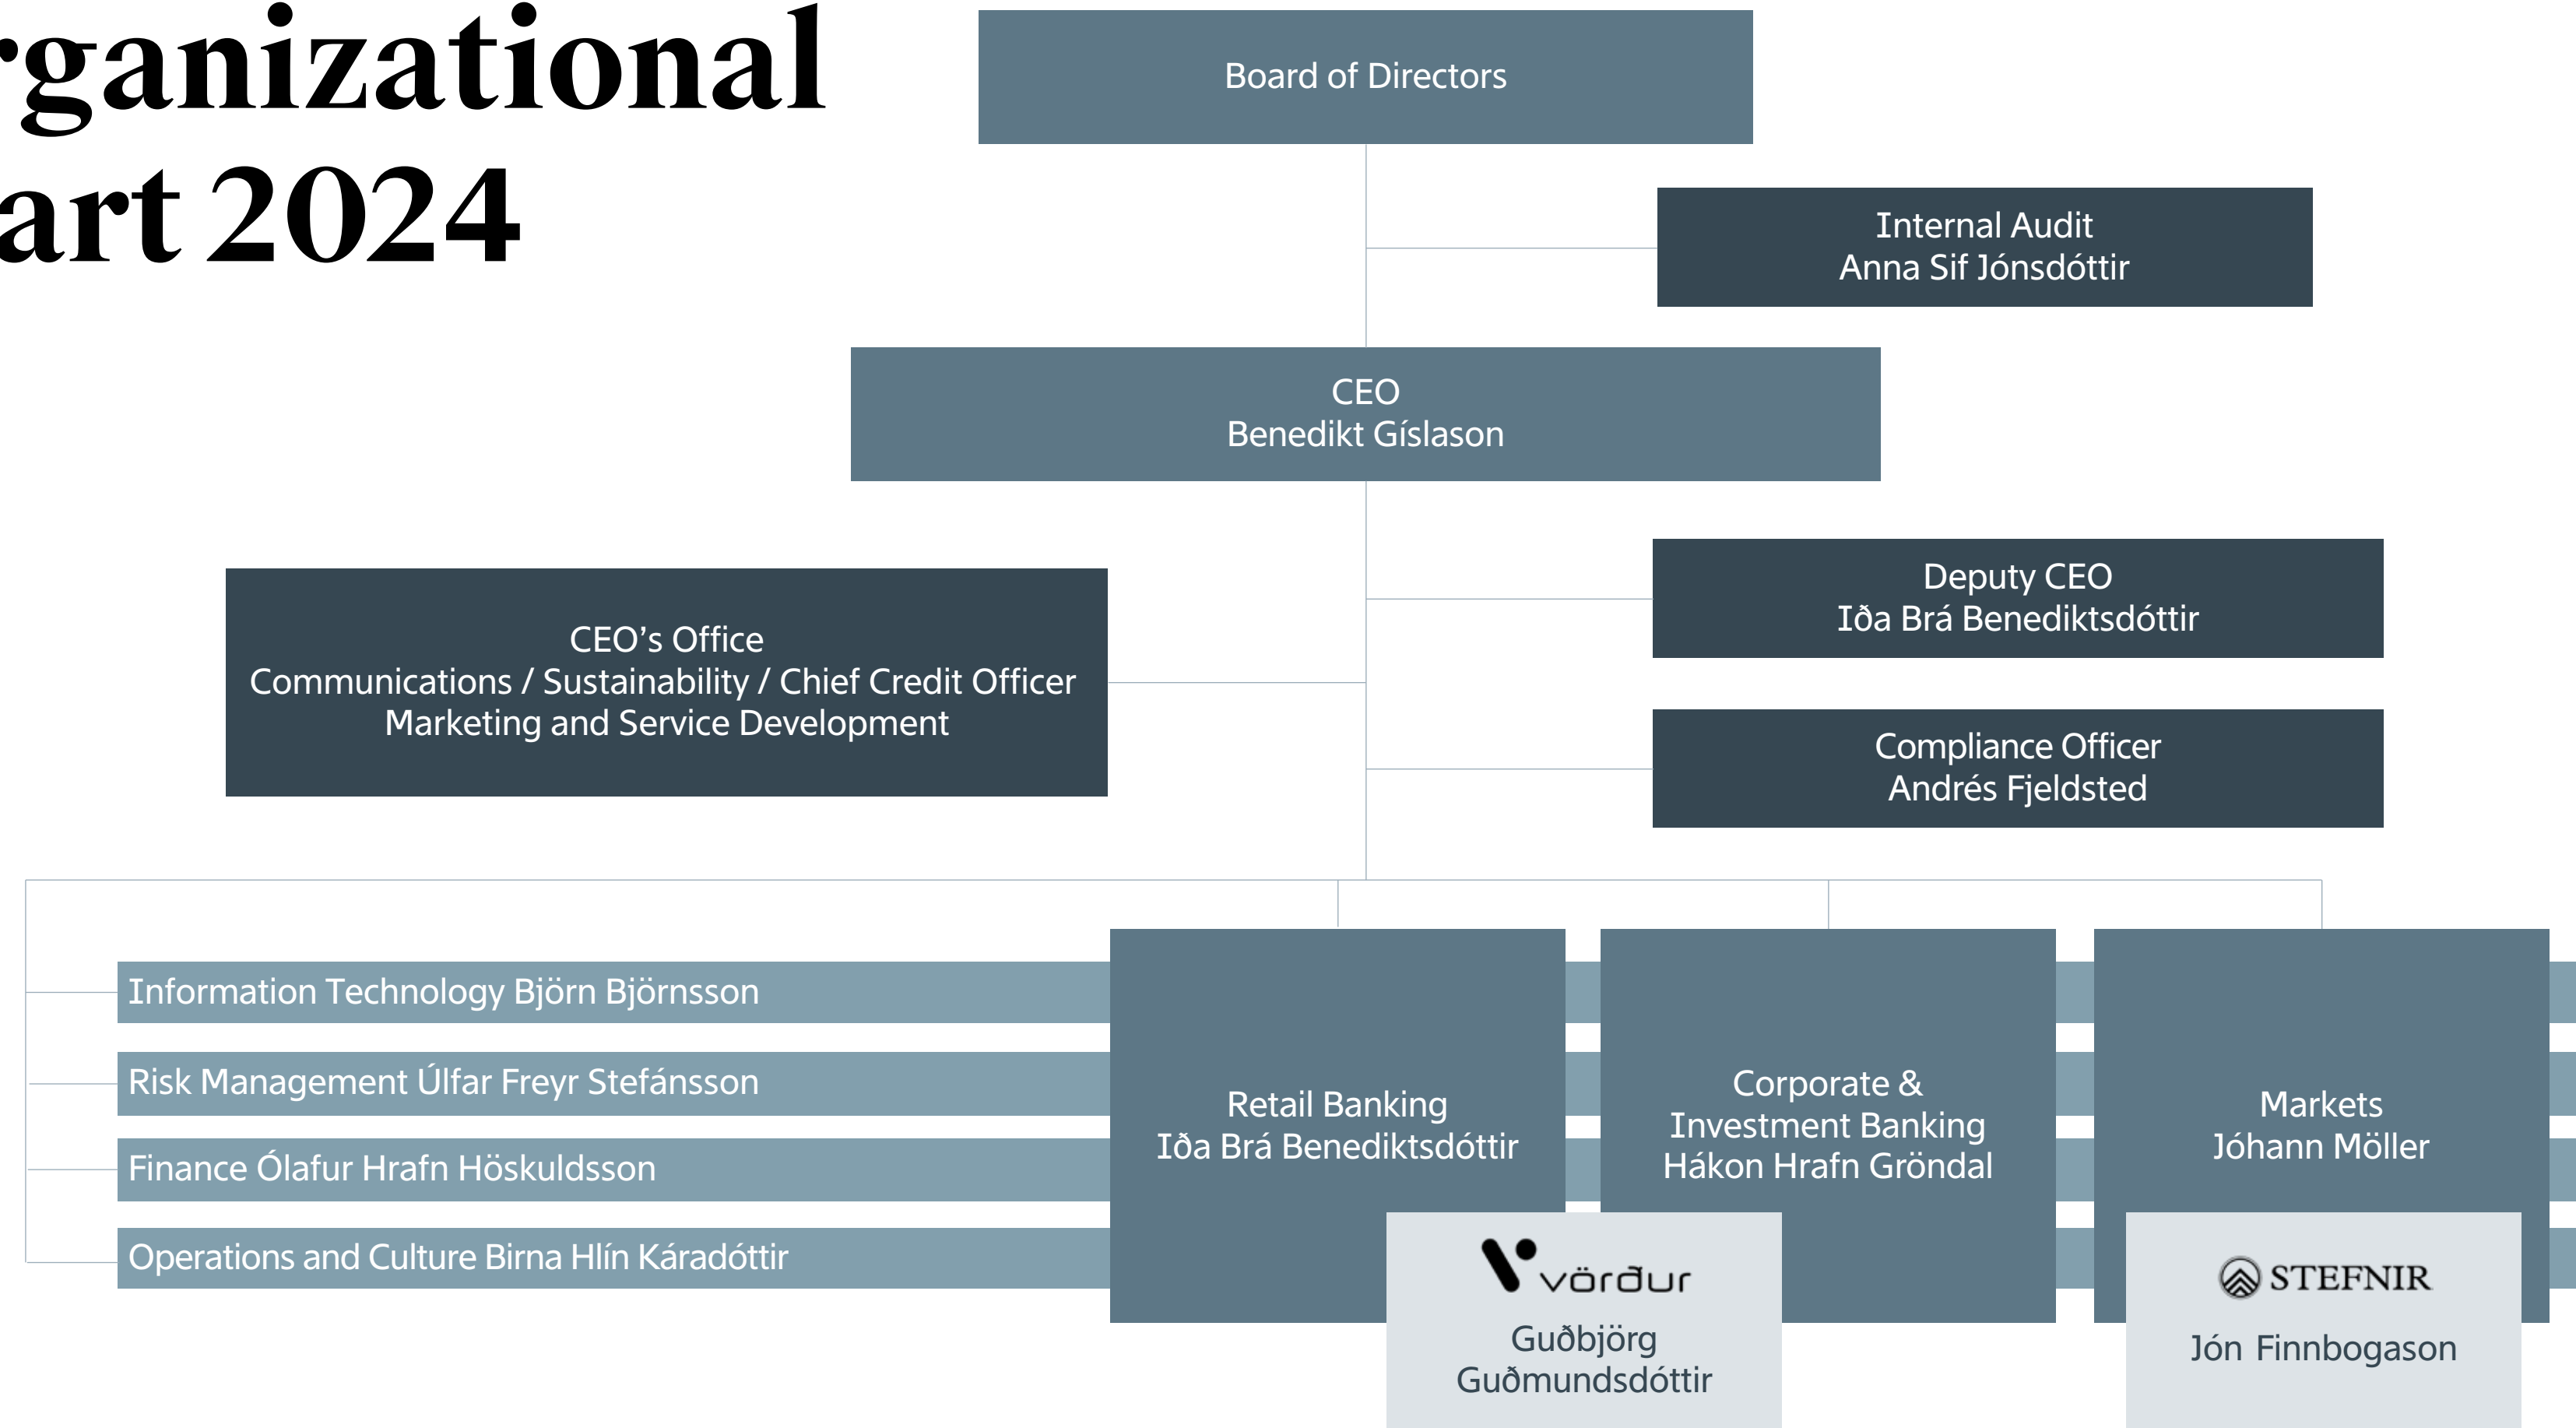 rganizational
art 2024
Board of Directors
Internal Audit
Anna Sif Jónsdóttir
CEO
Benedikt Gíslason
Deputy CEO
Iða Brá Benediktsdóttir
CEO’s Office
Communications / Sustainability / Chief Credit Officer
Marketing and Service Development
Compliance Officer
Andrés Fjeldsted
Information Technology Björn Björnsson
Risk Management Úlfar Freyr Stefánsson
Finance Ólafur Hrafn Höskuldsson
Operations and Culture Birna Hlín Káradóttir
Retail Banking
Iða Brá Benediktsdóttir
Corporate &
Investment Banking
Hákon Hrafn Gröndal
Markets
Jóhann Möller
vörður
Guðbjörg
Guðmundsdóttir
STEFNIR
Jón Finnbogason